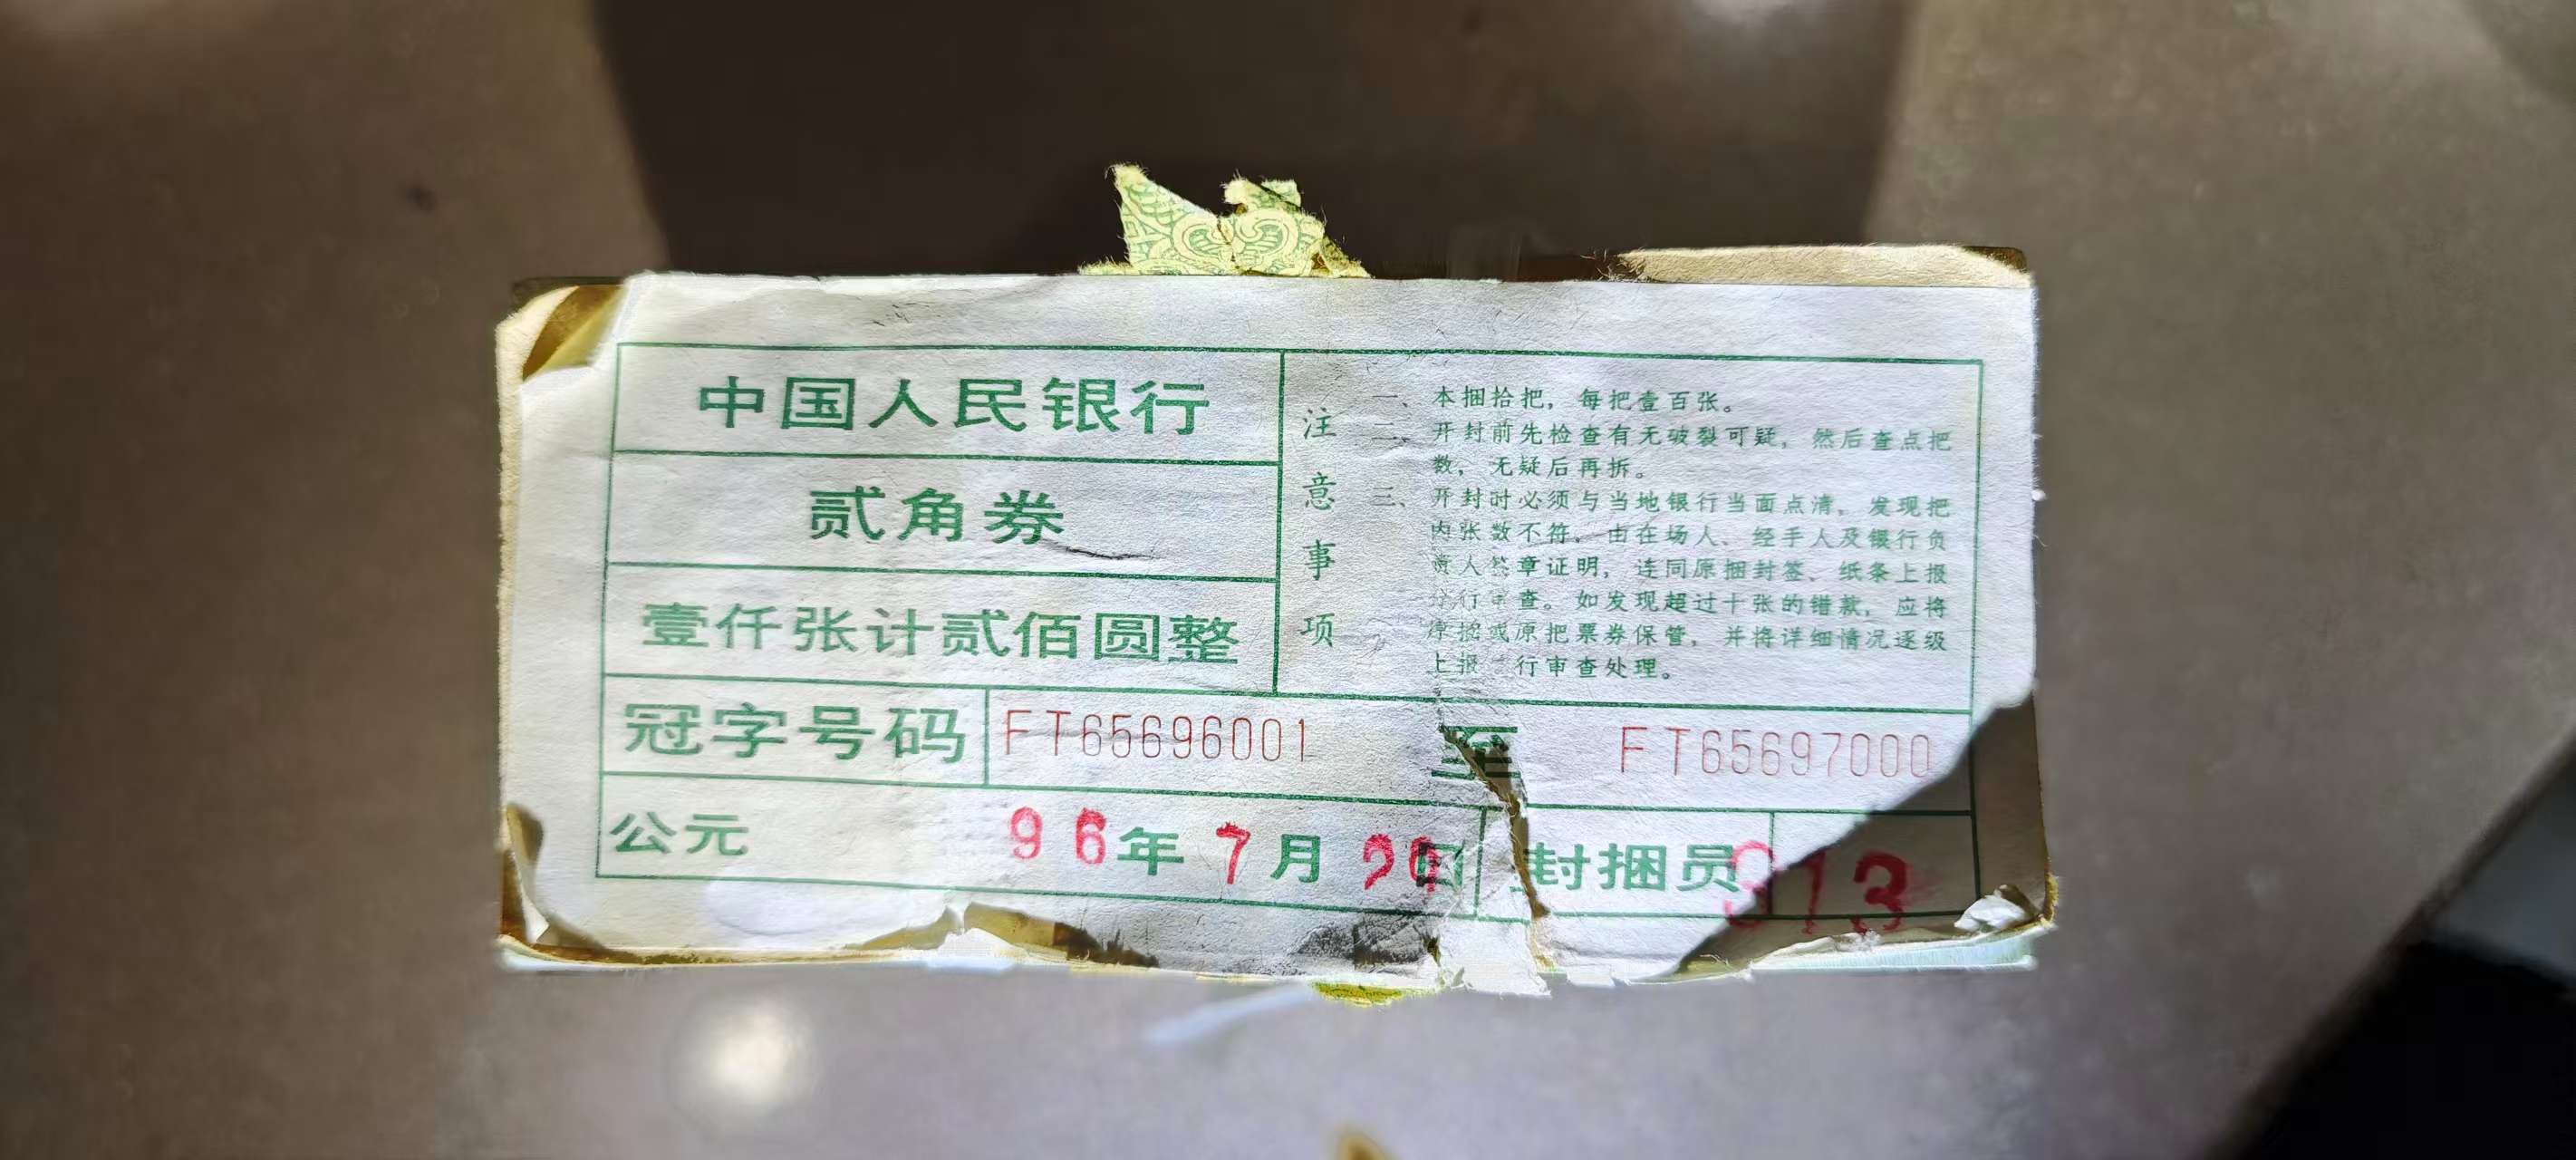 中国人民银行
贰角券
壹仟张计贰佰圆整
注意事项
一、本捆拾把，每把壹百张。
二、开封前先检查有无破裂可疑，然后查点把
数，无疑后再拆。
三、开封时必须与当地银行当面点清，发现把
内张数不符，由在场人、经手人及银行负
责人签章证明，连同原捆封签、纸条上报
分行审查。如发现超过十张的错款，应将
原捆或原把票券保管，并将详细情况逐级
上报 行审查处理。
冠字号码 FT65696001 至 FT65697000
公元 96年7月 日 封捆员 913